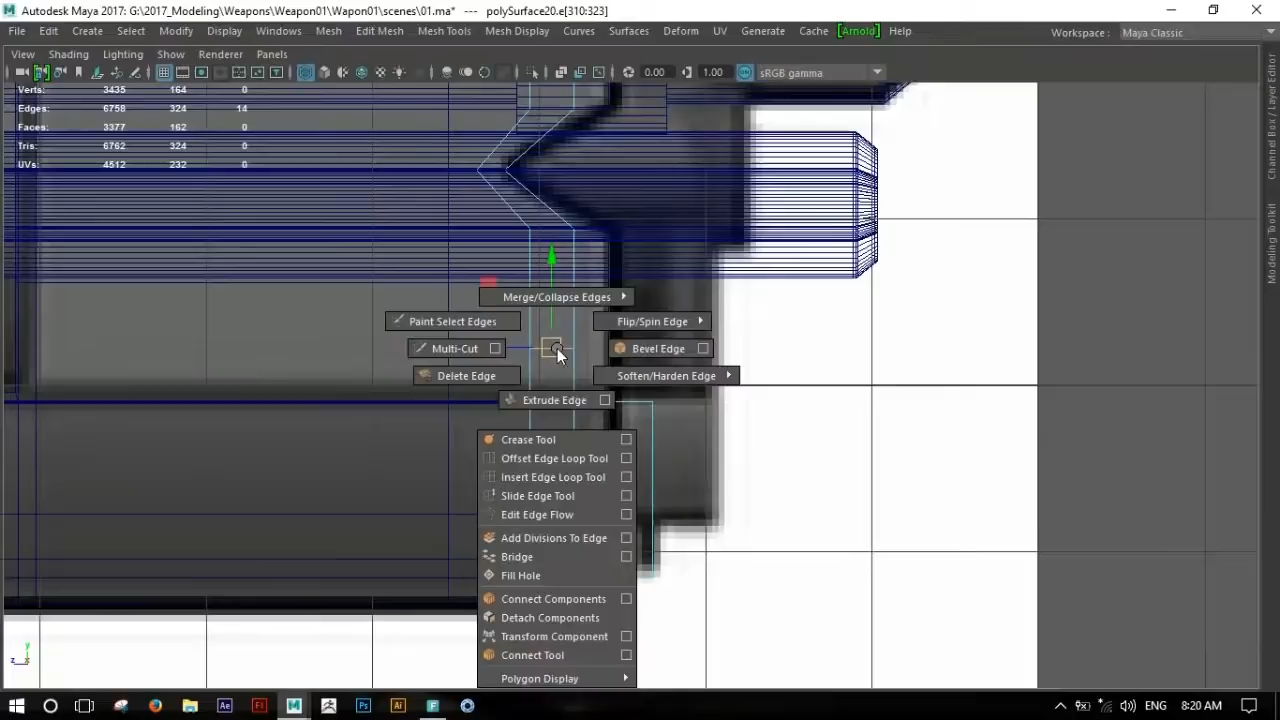 Autodesk Maya 2017: G:\2017_Modeling\Weapons\Weapon01\Wapon01\scenes\01.ma* --- polySurface20.e[310:323]
File Edit Create Select Modify Display Windows Mesh Edit Mesh Mesh Tools Mesh Display Curves Surfaces Deform UV Generate Cache [Arnold] Help Workspace : Maya Classic
View Shading Lighting Show Renderer Panels
0.00 1.00 sRGB gamma
Verts: 3435 164 0
Edges: 6758 324 14
Faces: 3377 162 0
Tris: 6762 324 0
UVs: 4512 232 0
Channel Box / Layer Editor
Modeling Toolkit
Merge/Collapse Edges
Paint Select Edges Flip/Spin Edge
Multi-Cut Bevel Edge
Delete Edge Soften/Harden Edge
Extrude Edge
Crease Tool
Offset Edge Loop Tool
Insert Edge Loop Tool
Slide Edge Tool
Edit Edge Flow
Add Divisions To Edge
Bridge
Fill Hole
Connect Components
Detach Components
Transform Component
Connect Tool
Polygon Display
y
z x
Ae Fl M Ps Ai F ENG 8:20 AM